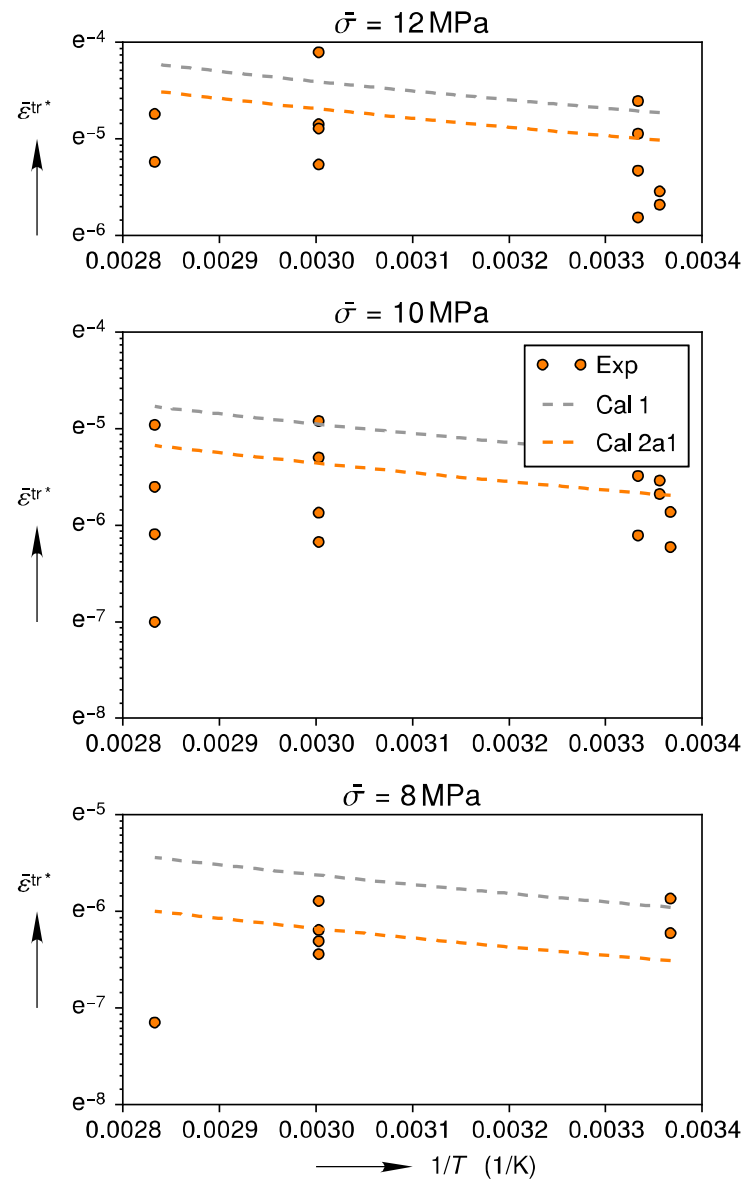 σ̄ = 12 MPa
e⁻⁴
ε̄ᵗʳ*
e⁻⁵
e⁻⁶
0.0028 0.0029 0.0030 0.0031 0.0032 0.0033 0.0034
σ̄ = 10 MPa
e⁻⁴
Exp
Cal 1
e⁻⁵
Cal 2a1
ε̄ᵗʳ*
e⁻⁶
e⁻⁷
e⁻⁸
0.0028 0.0029 0.0030 0.0031 0.0032 0.0033 0.0034
σ̄ = 8 MPa
e⁻⁵
ε̄ᵗʳ*
e⁻⁶
e⁻⁷
e⁻⁸
0.0028 0.0029 0.0030 0.0031 0.0032 0.0033 0.0034
1/T (1/K)